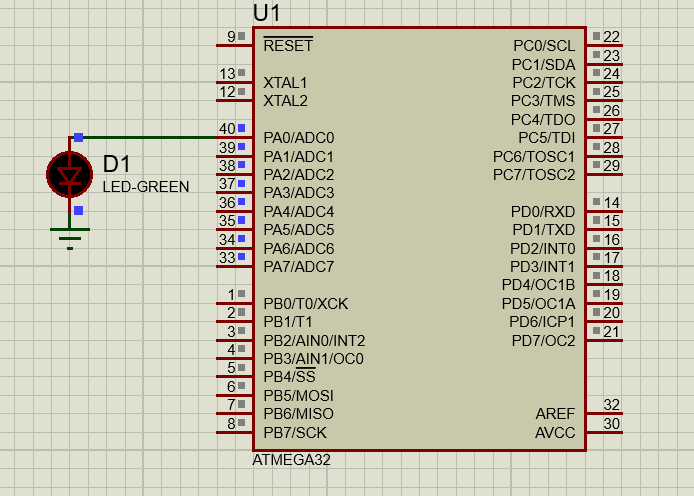 U1
9 RESET PC0/SCL 22
PC1/SDA 23
13 XTAL1 PC2/TCK 24
12 XTAL2 PC3/TMS 25
PC4/TDO 26
40 PA0/ADC0 PC5/TDI 27
39 PA1/ADC1 PC6/TOSC1 28
38 PA2/ADC2 PC7/TOSC2 29
37 PA3/ADC3
36 PA4/ADC4 PD0/RXD 14
35 PA5/ADC5 PD1/TXD 15
34 PA6/ADC6 PD2/INT0 16
33 PA7/ADC7 PD3/INT1 17
PD4/OC1B 18
1 PB0/T0/XCK PD5/OC1A 19
2 PB1/T1 PD6/ICP1 20
3 PB2/AIN0/INT2 PD7/OC2 21
4 PB3/AIN1/OC0
5 PB4/SS
6 PB5/MOSI
7 PB6/MISO AREF 32
8 PB7/SCK AVCC 30
ATMEGA32
D1
LED-GREEN